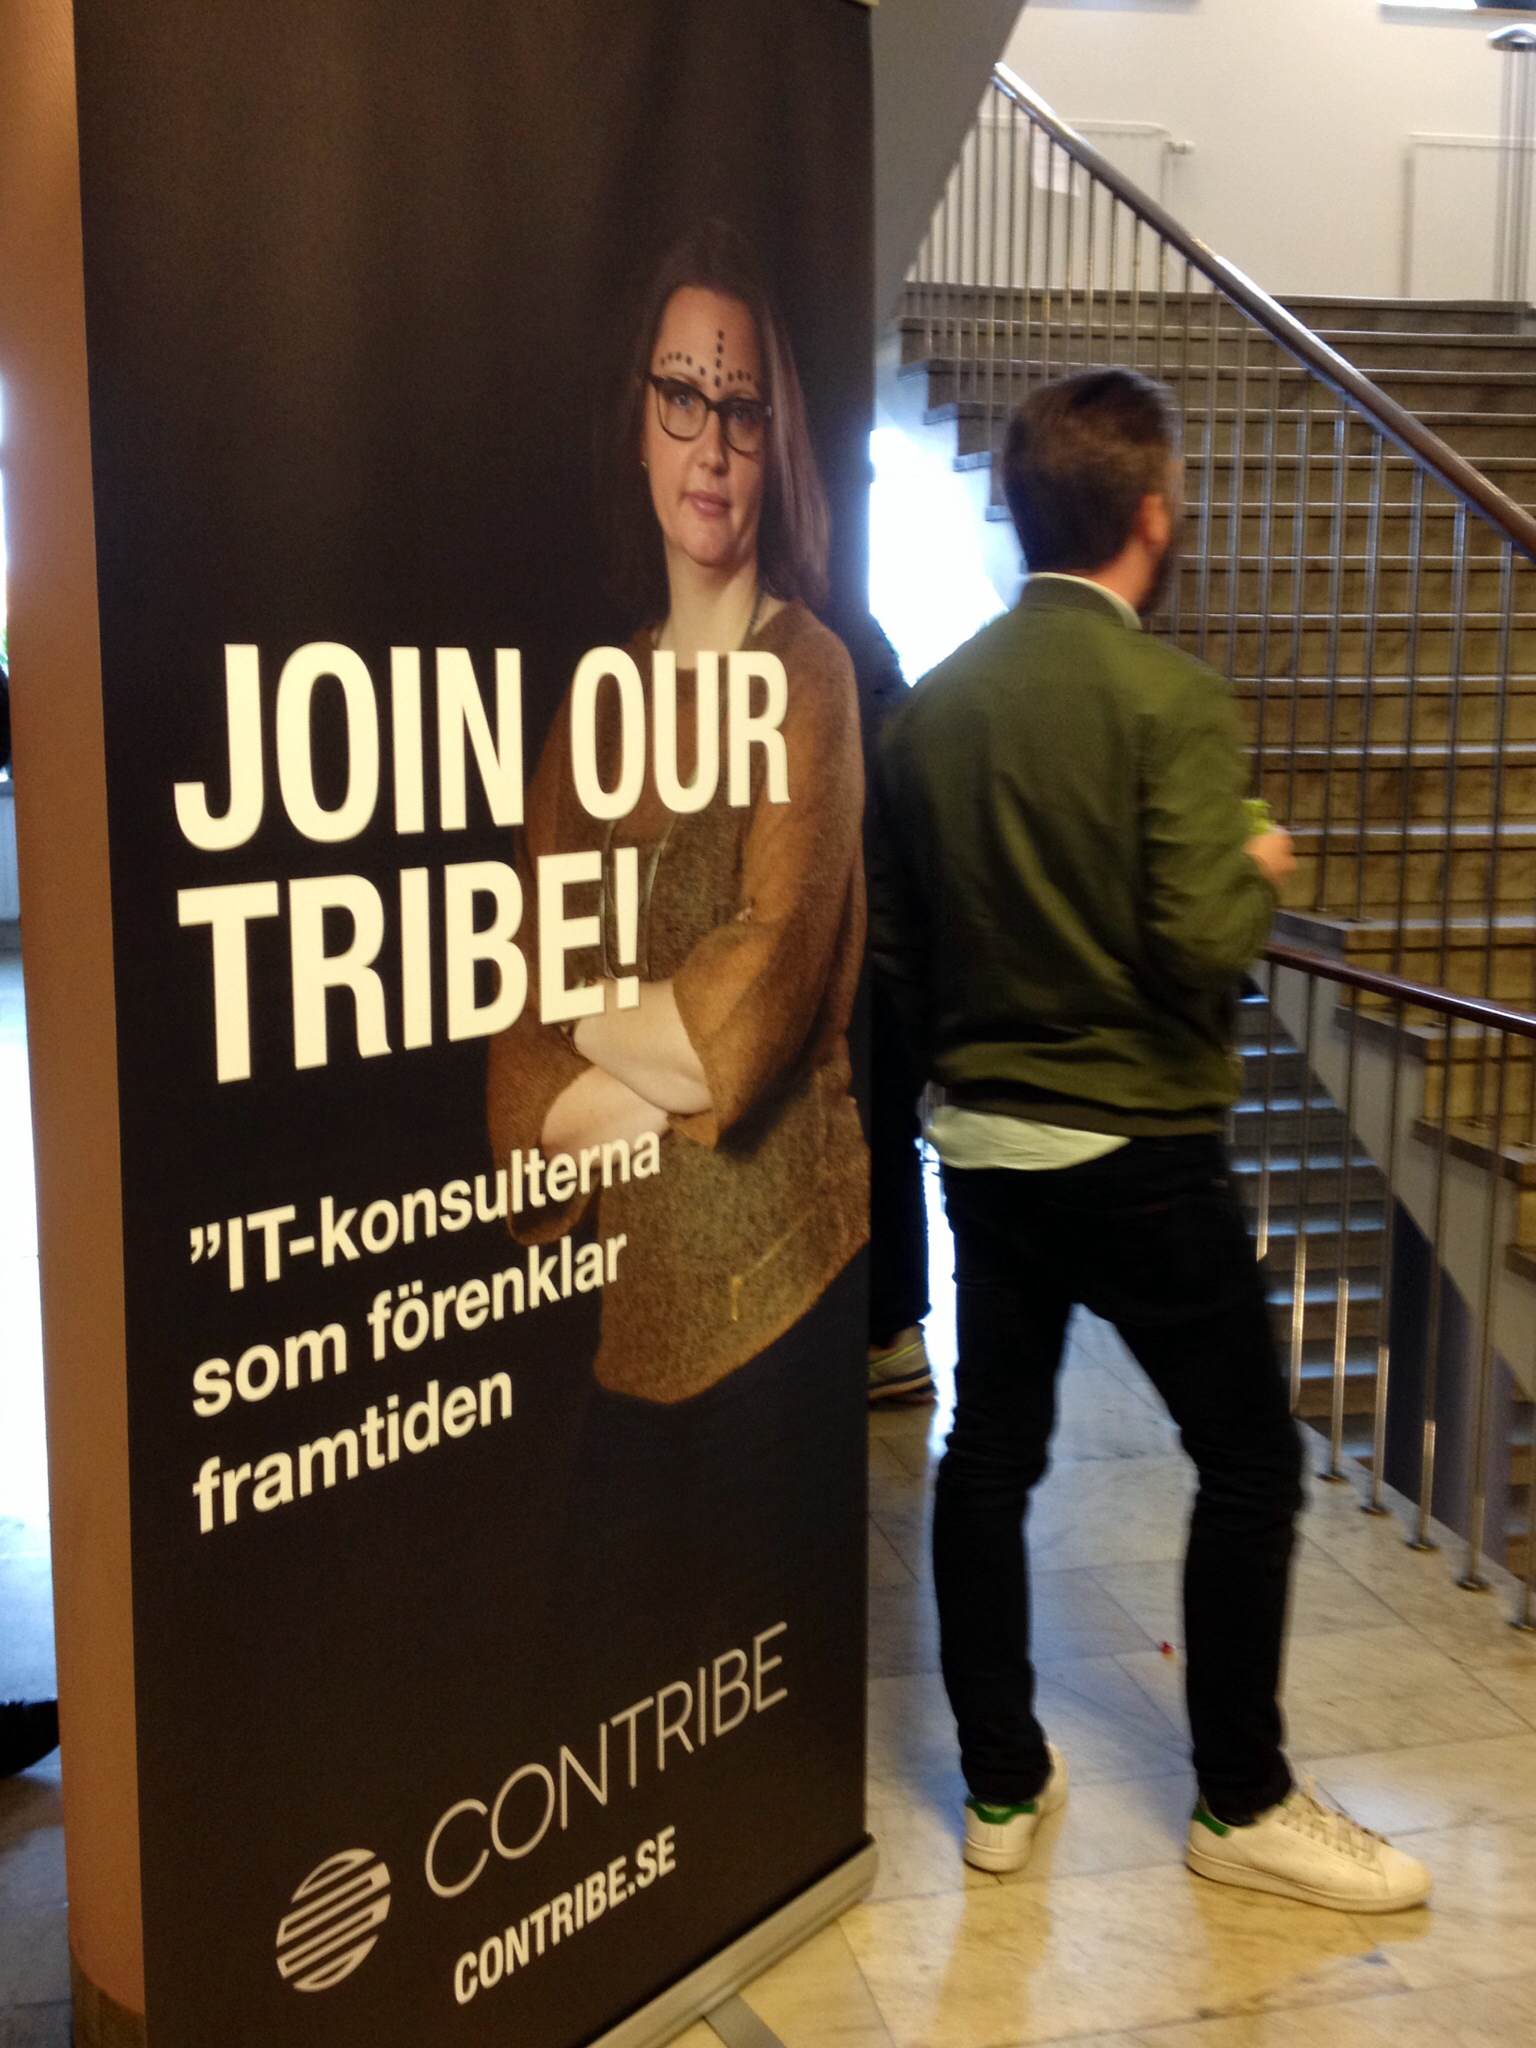 JOIN OUR
TRIBE!
”IT-konsulterna
som förenklar
framtiden
CONTRIBE
CONTRIBE.SE